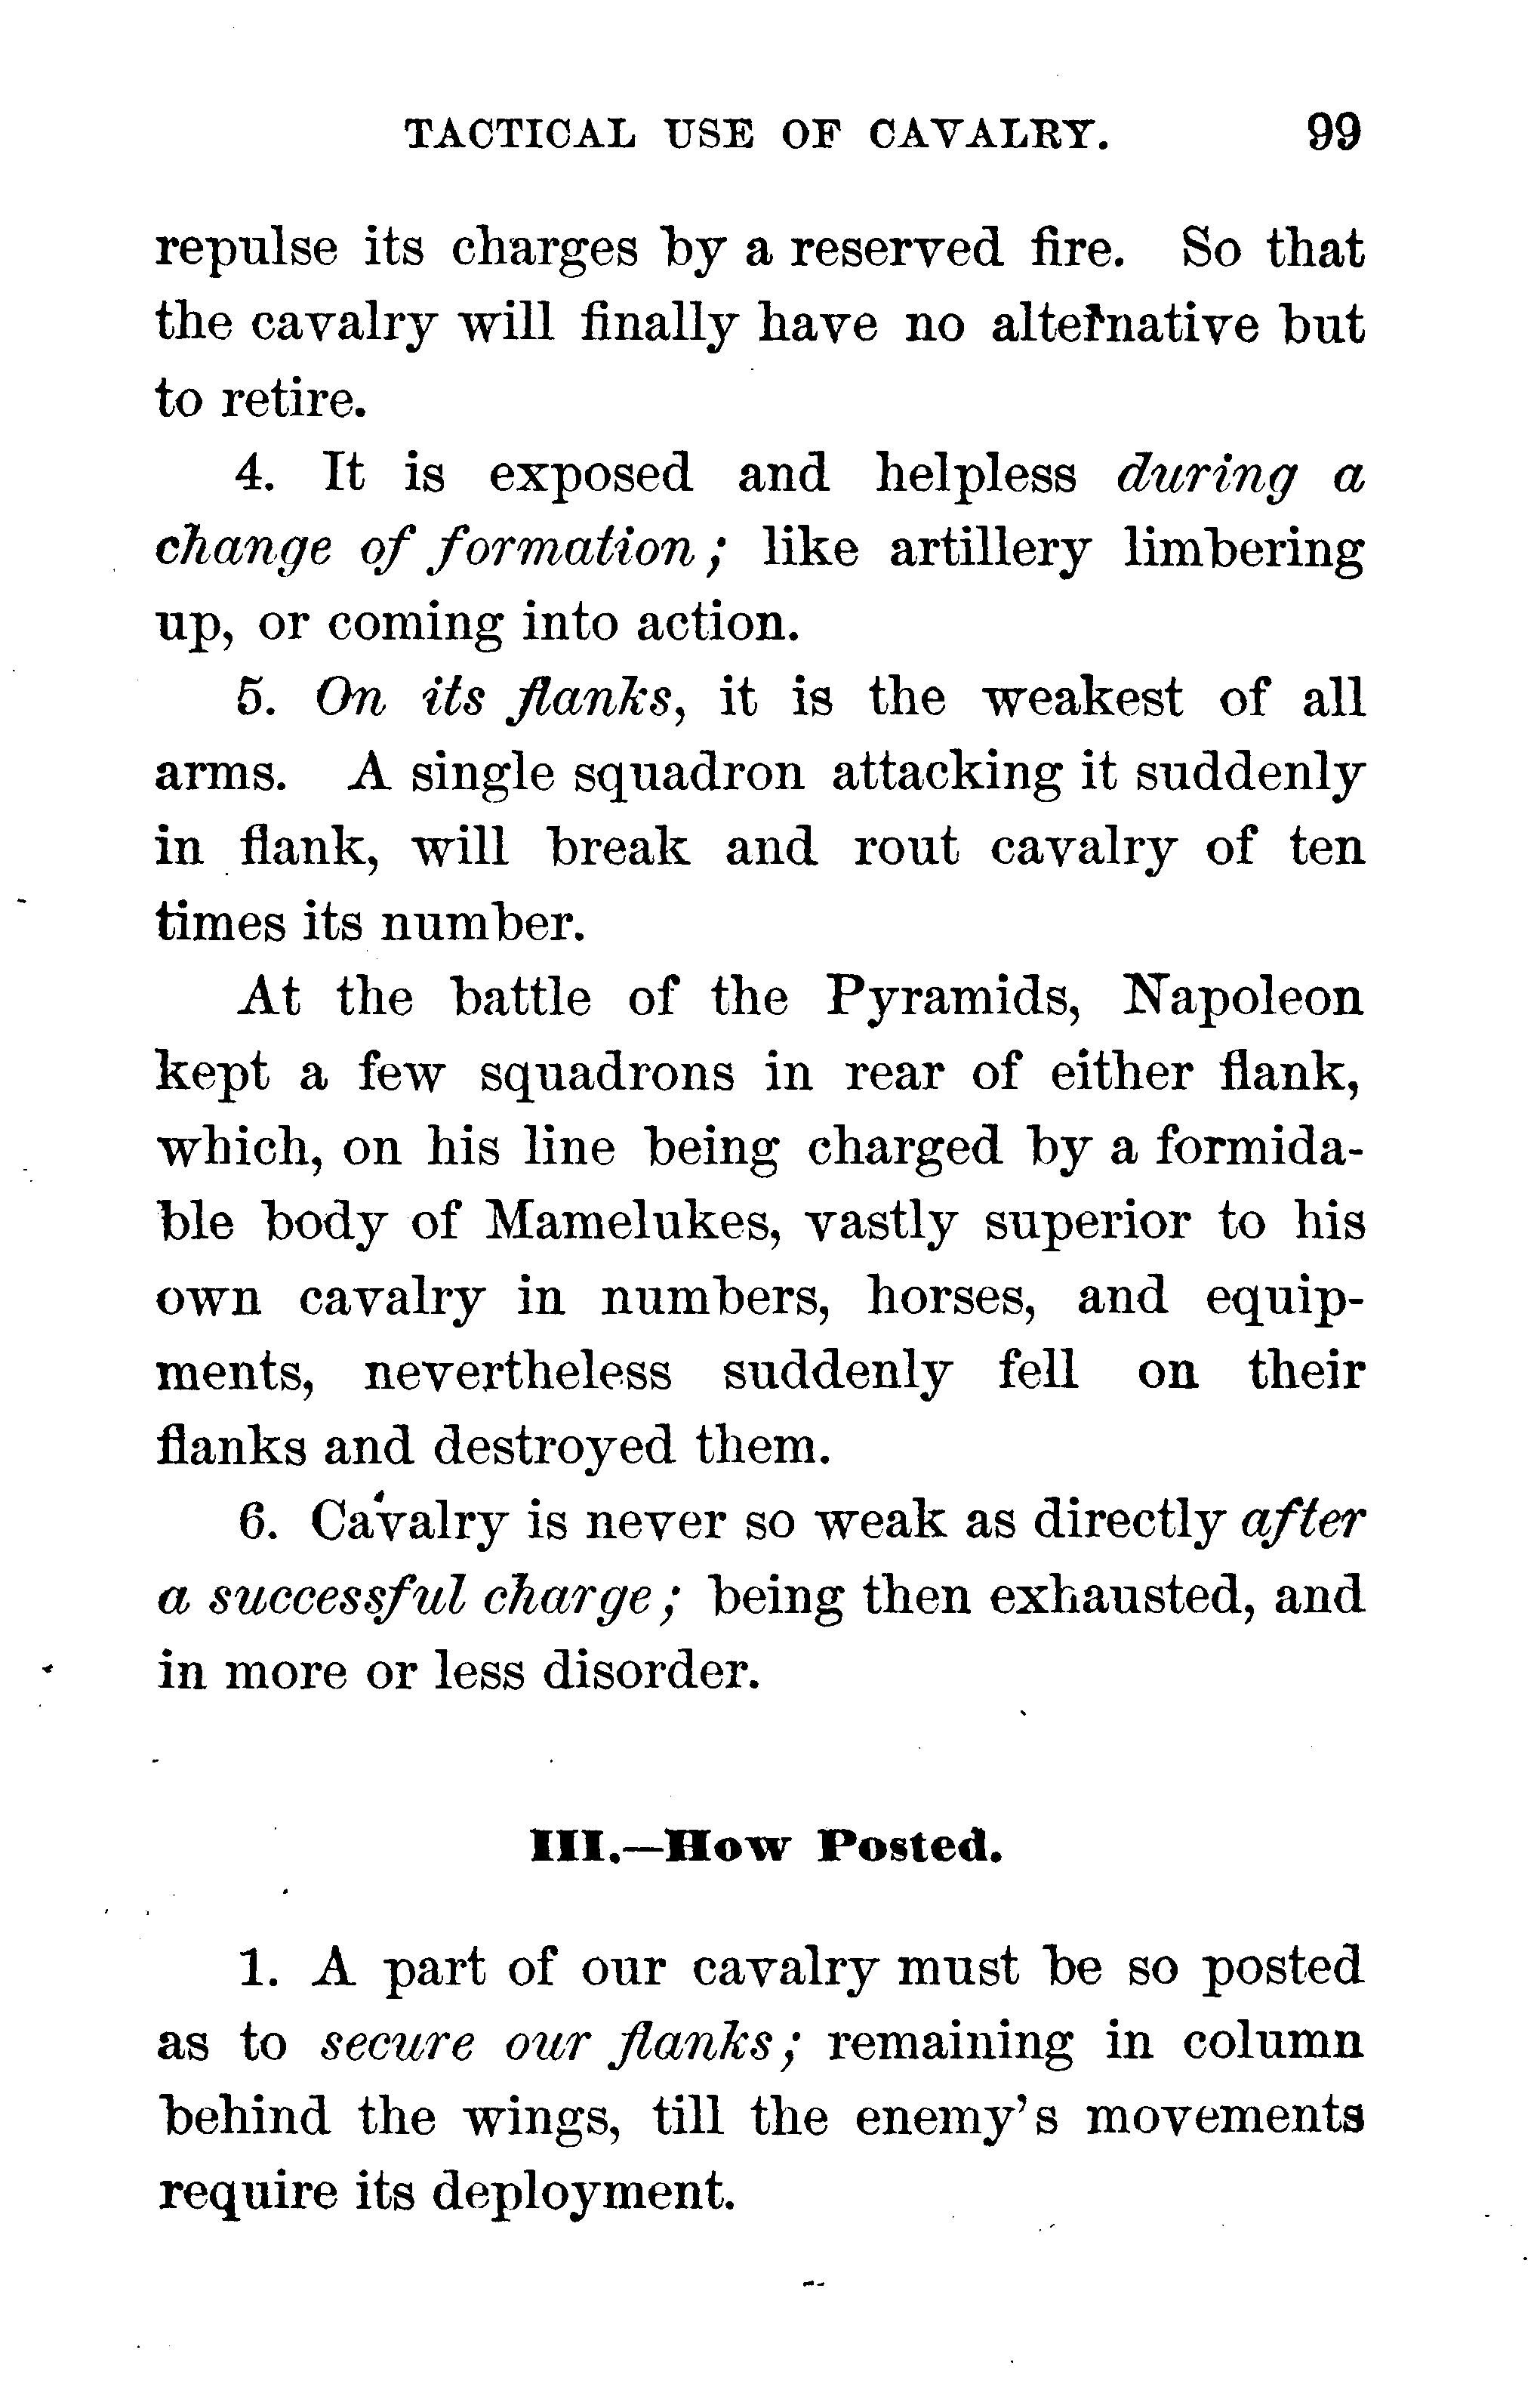 TACTICAL USE OF CAVALRY. 99
repulse its charges by a reserved fire. So that
the cavalry will finally have no alternative but
to retire.
4. It is exposed and helpless during a
change of formation; like artillery limbering
up, or coming into action.
5. On its flanks, it is the weakest of all
arms. A single squadron attacking it suddenly
in flank, will break and rout cavalry of ten
times its number.
At the battle of the Pyramids, Napoleon
kept a few squadrons in rear of either flank,
which, on his line being charged by a formida-
ble body of Mamelukes, vastly superior to his
own cavalry in numbers, horses, and equip-
ments, nevertheless suddenly fell on their
flanks and destroyed them.
6. Cavalry is never so weak as directly after
a successful charge; being then exhausted, and
in more or less disorder.
III.—How Posted.
1. A part of our cavalry must be so posted
as to secure our flanks; remaining in column
behind the wings, till the enemy's movements
require its deployment.